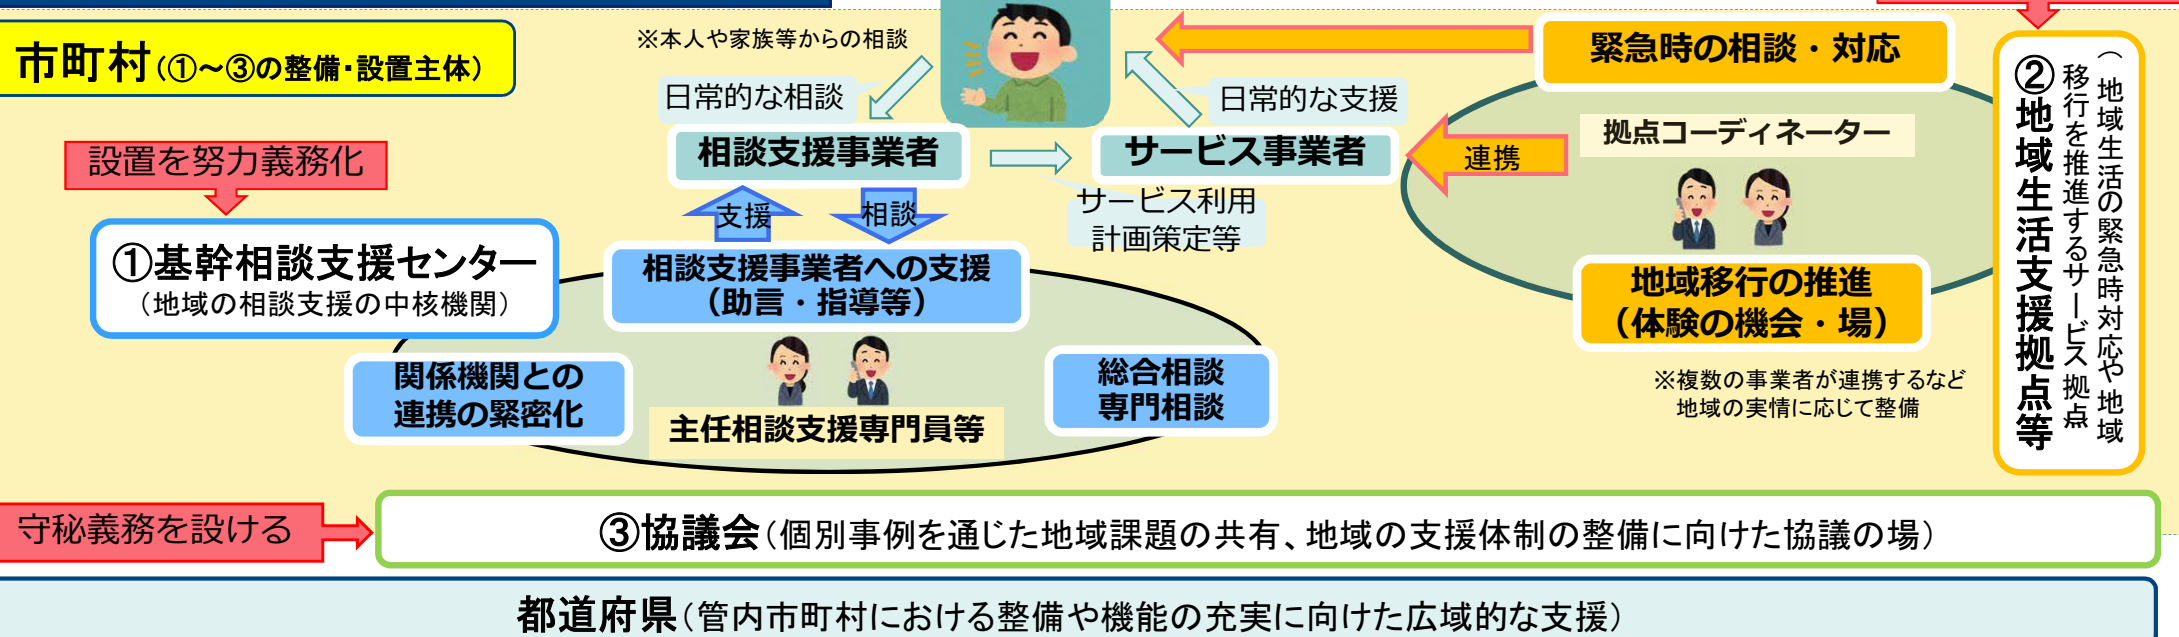 市町村(①～③の整備・設置主体)
※本人や家族等からの相談
日常的な相談
日常的な支援
緊急時の相談・対応
拠点コーディネーター
相談支援事業者
サービス事業者
連携
設置を努力義務化
支援
相談
サービス利用
計画策定等
①基幹相談支援センター
(地域の相談支援の中核機関)
相談支援事業者への支援
(助言・指導等)
地域移行の推進
(体験の機会・場)
関係機関との
連携の緊密化
総合相談
専門相談
主任相談支援専門員等
※複数の事業者が連携するなど
地域の実情に応じて整備
(地域生活の緊急時対応や地域
移行を推進するサービス拠点
②地域生活支援拠点等
守秘義務を設ける
③協議会(個別事例を通じた地域課題の共有、地域の支援体制の整備に向けた協議の場)
都道府県(管内市町村における整備や機能の充実に向けた広域的な支援)